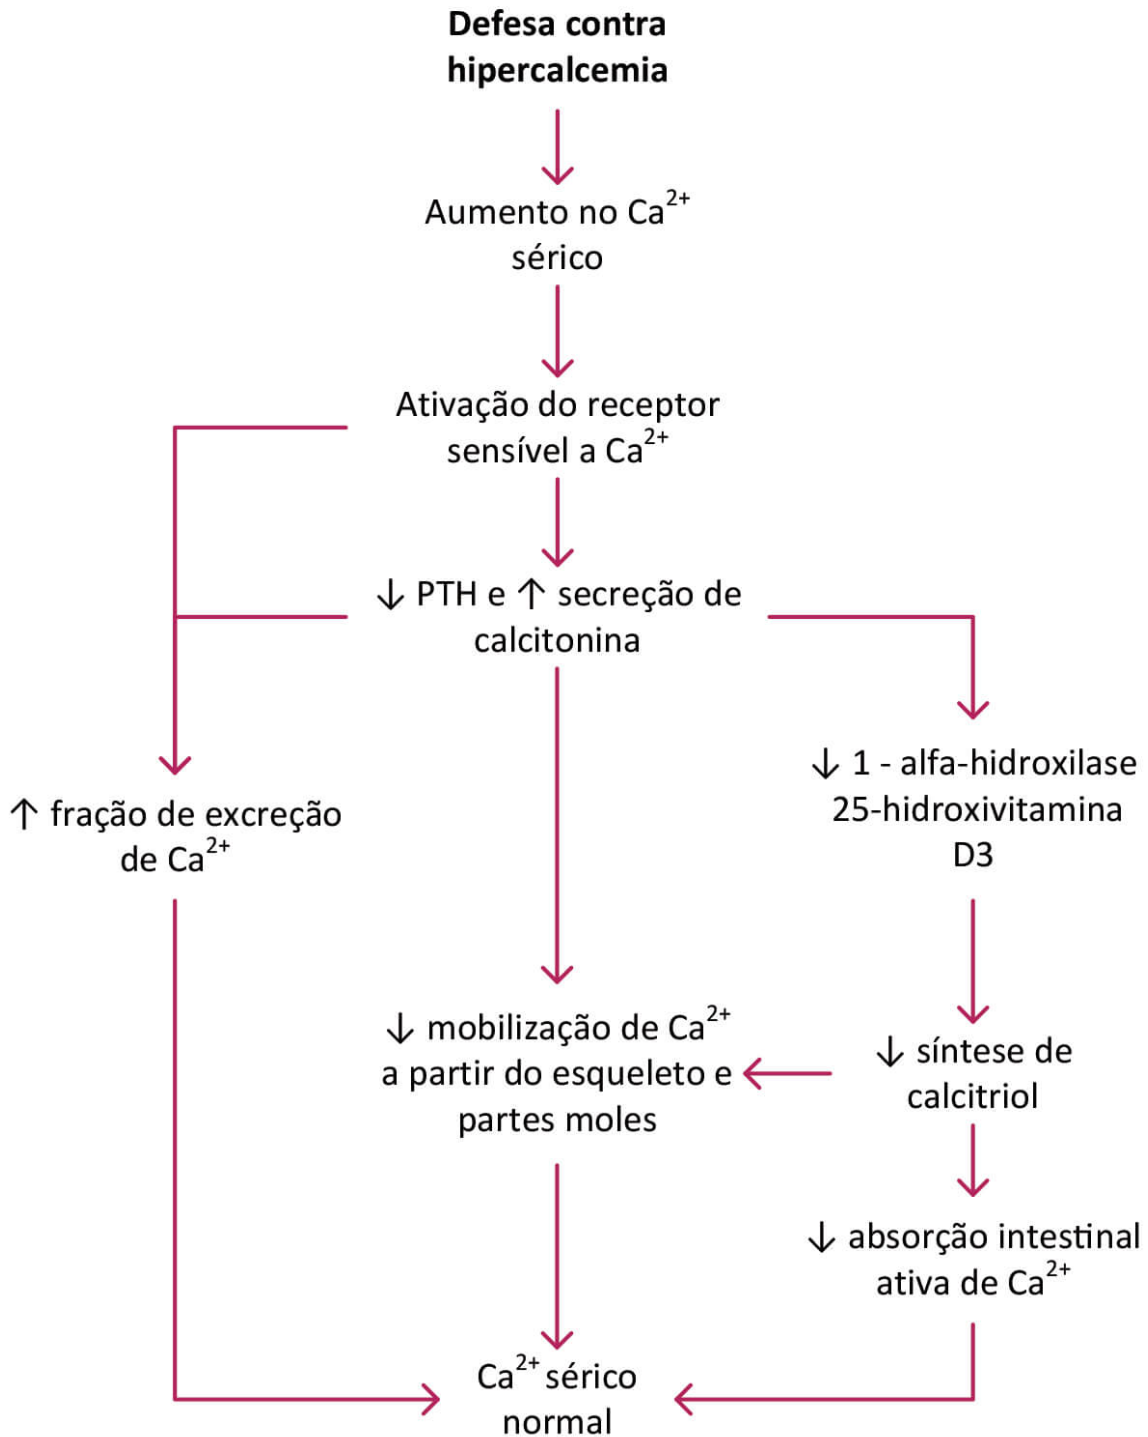 Defesa contra
hipercalcemia
Aumento no Ca²⁺
sérico
Ativação do receptor
sensível a Ca²⁺
↓ PTH e ↑ secreção de
calcitonina
↓ 1 - alfa-hidroxilase
25-hidroxivitamina
D3
↑ fração de excreção
de Ca²⁺
↓ mobilização de Ca²⁺
a partir do esqueleto e
partes moles
↓ síntese de
calcitriol
↓ absorção intestinal
ativa de Ca²⁺
Ca²⁺ sérico
normal